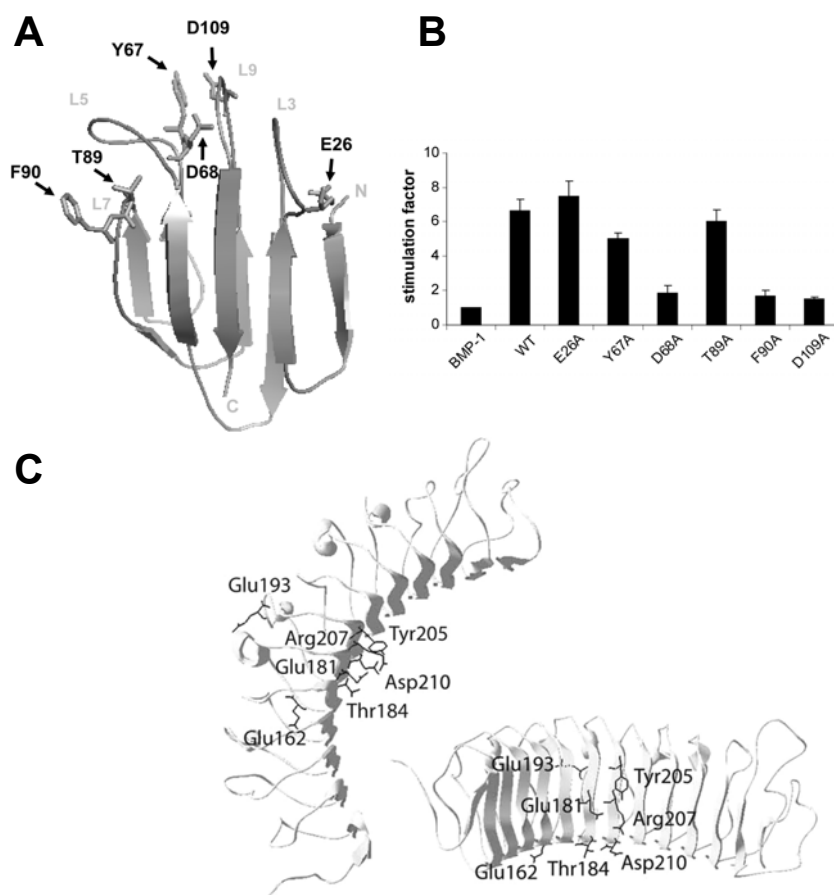 A
D109
Y67
L9
L5
L3
E26
T89
D68
F90
N
L7
C
B
stimulation factor
10
8
6
4
2
0
BMP-1
WT
E26A
Y67A
D68A
T89A
F90A
D109A
C
Glu193
Arg207
Tyr205
Glu181
Asp210
Thr184
Glu162
Glu193
Tyr205
Glu181
Arg207
Glu162
Thr184
Asp210